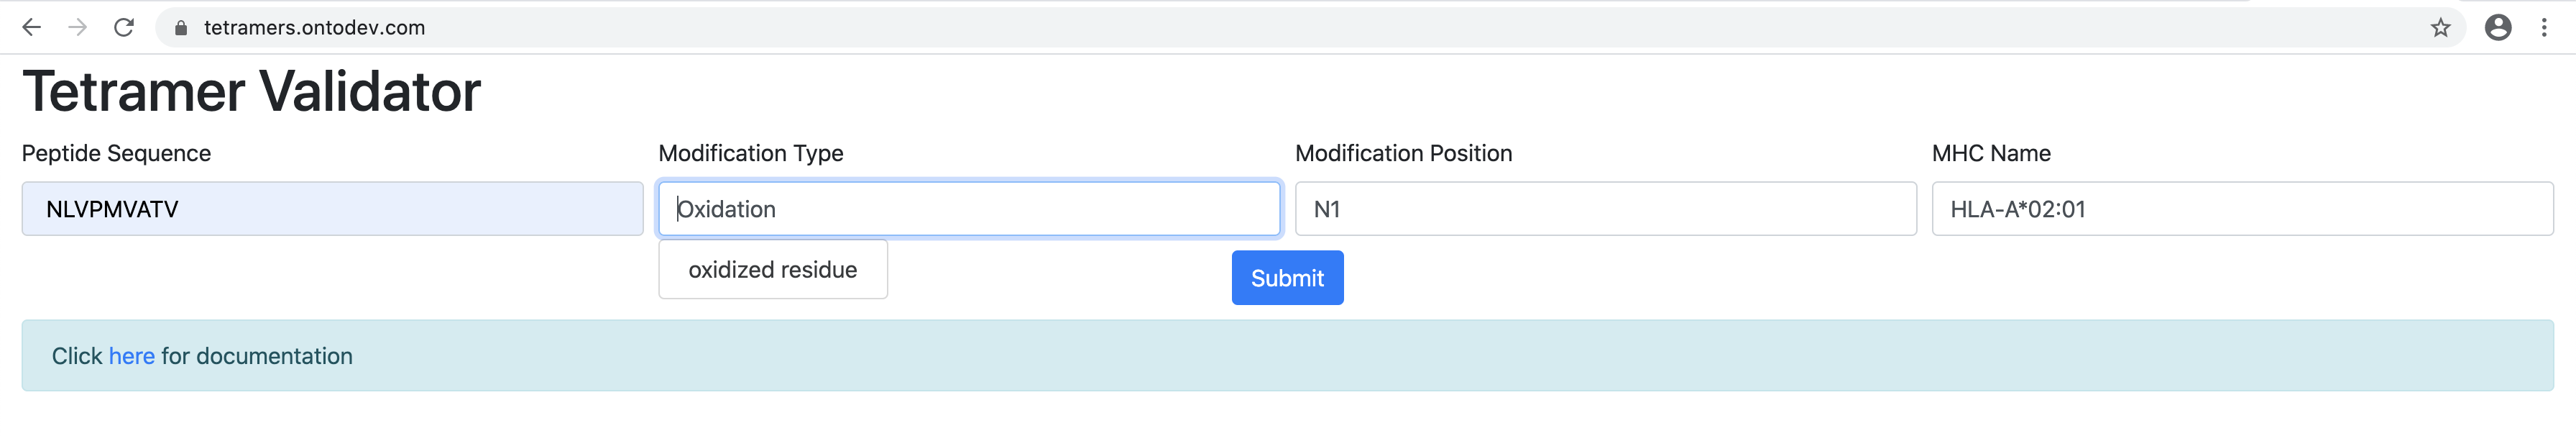 tetramers.ontodev.com
Tetramer Validator
Peptide Sequence
Modification Type
Modification Position
MHC Name
NLVPMVATV
Oxidation
N1
HLA-A*02:01
oxidized residue
Submit
Click here for documentation